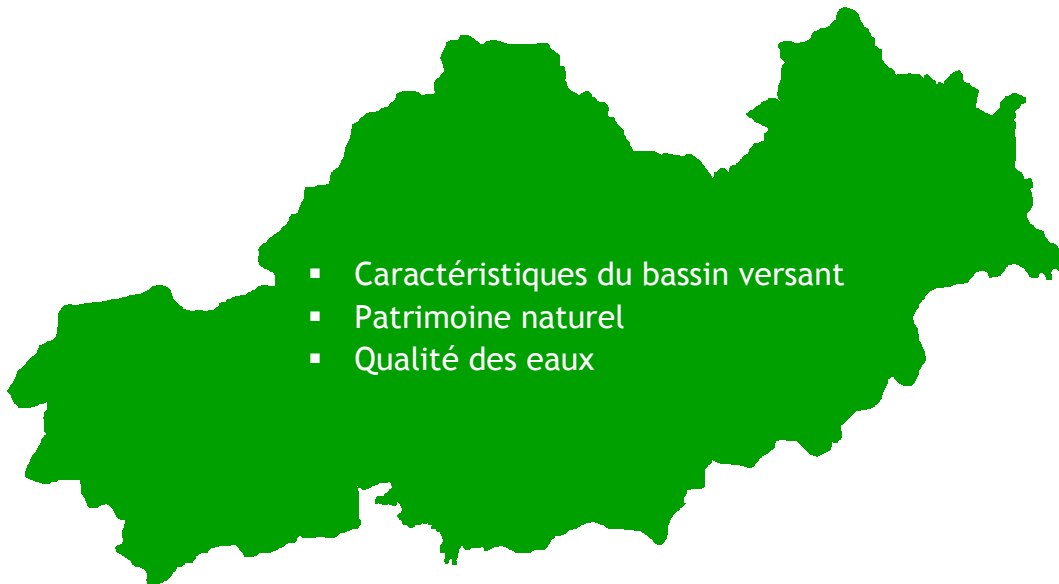 ▪ Caractéristiques du bassin versant
▪ Patrimoine naturel
▪ Qualité des eaux